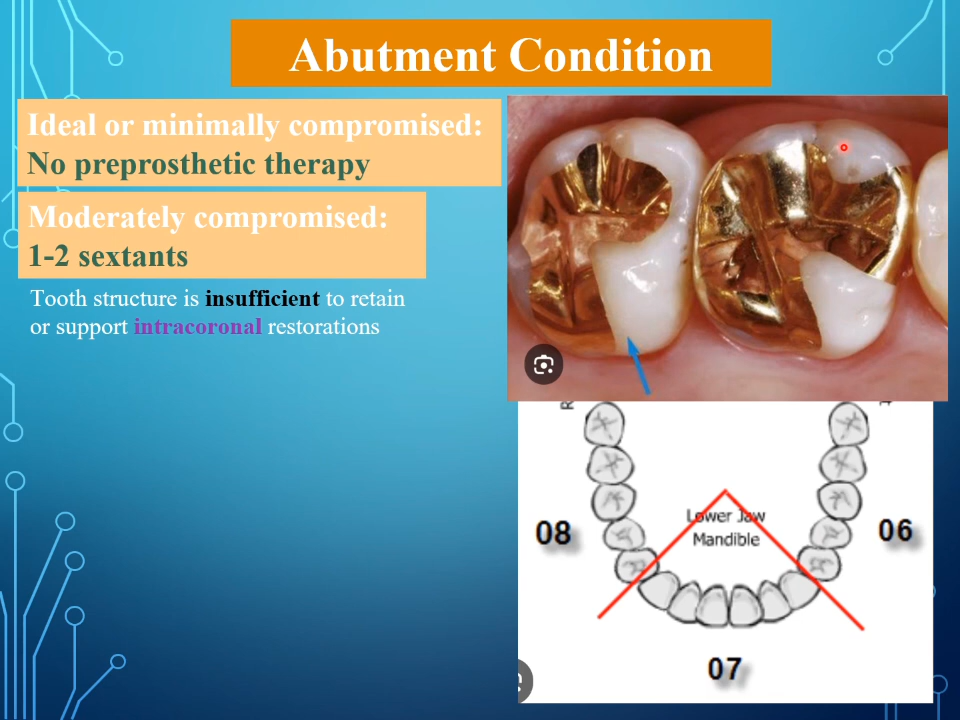 Abutment Condition
Ideal or minimally compromised:
No preprosthetic therapy
Moderately compromised:
1-2 sextants
Tooth structure is insufficient to retain
or support intracoronal restorations
08
Lower Jaw
Mandible
06
07